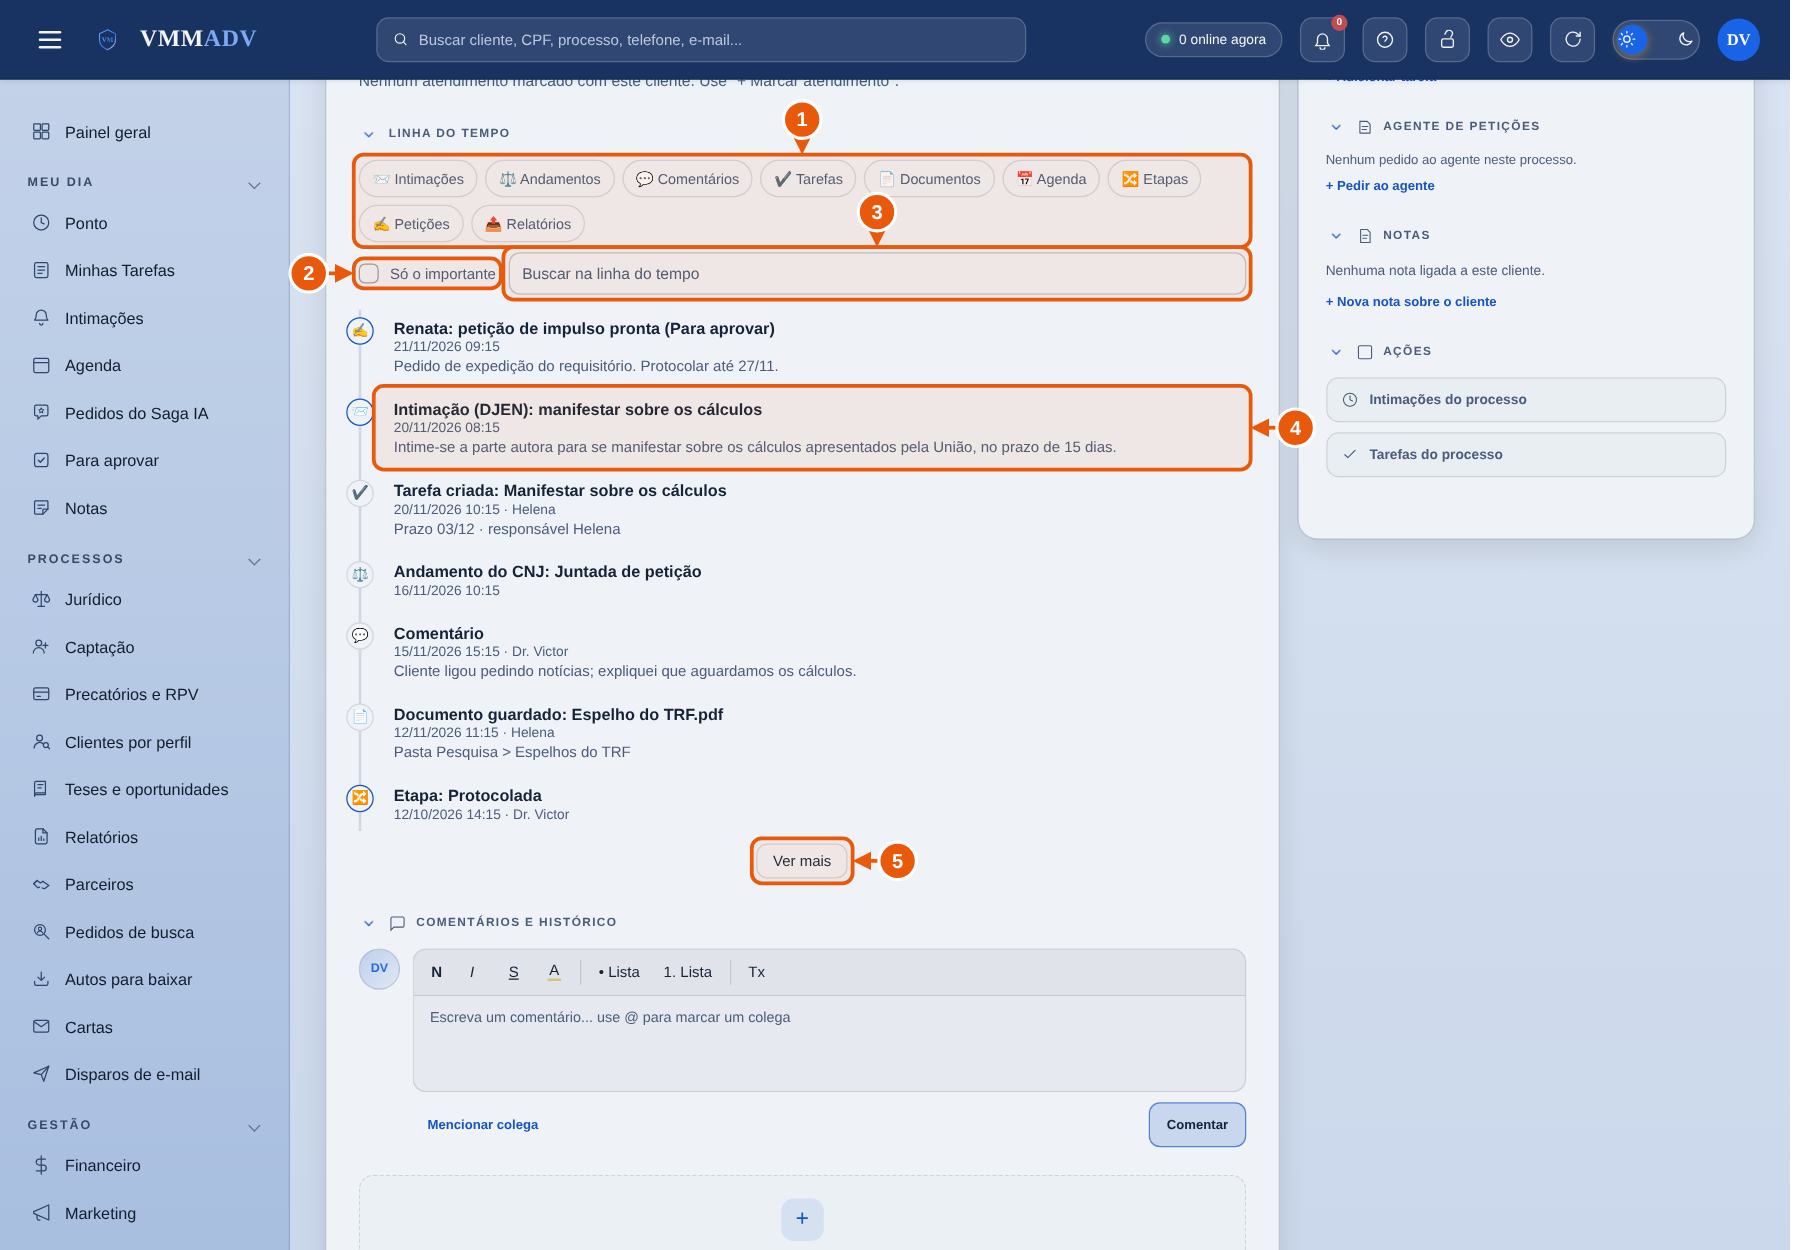 VMMADV
Buscar cliente, CPF, processo, telefone, e-mail...
0 online agora
0
DV
Painel geral
MEU DIA
Ponto
Minhas Tarefas
Intimações
Agenda
Pedidos do Saga IA
Para aprovar
Notas
PROCESSOS
Jurídico
Captação
Precatórios e RPV
Clientes por perfil
Teses e oportunidades
Relatórios
Parceiros
Pedidos de busca
Autos para baixar
Cartas
Disparos de e-mail
GESTÃO
Financeiro
Marketing
Nenhum atendimento marcado com este cliente. Use "+ Marcar atendimento".
LINHA DO TEMPO
1
Intimações Andamentos Comentários Tarefas Documentos Agenda Etapas
Petições Relatórios
3
2
Só o importante
Buscar na linha do tempo
Renata: petição de impulso pronta (Para aprovar)
21/11/2026 09:15
Pedido de expedição do requisitório. Protocolar até 27/11.
Intimação (DJEN): manifestar sobre os cálculos
20/11/2026 08:15
Intime-se a parte autora para se manifestar sobre os cálculos apresentados pela União, no prazo de 15 dias.
4
Tarefa criada: Manifestar sobre os cálculos
20/11/2026 10:15 · Helena
Prazo 03/12 · responsável Helena
Andamento do CNJ: Juntada de petição
16/11/2026 10:15
Comentário
15/11/2026 15:15 · Dr. Victor
Cliente ligou pedindo notícias; expliquei que aguardamos os cálculos.
Documento guardado: Espelho do TRF.pdf
12/11/2026 11:15 · Helena
Pasta Pesquisa > Espelhos do TRF
Etapa: Protocolada
12/10/2026 14:15 · Dr. Victor
Ver mais
5
COMENTÁRIOS E HISTÓRICO
DV
N I S A • Lista 1. Lista Tx
Escreva um comentário... use @ para marcar um colega
Mencionar colega
Comentar
+
AGENTE DE PETIÇÕES
Nenhum pedido ao agente neste processo.
+ Pedir ao agente
NOTAS
Nenhuma nota ligada a este cliente.
+ Nova nota sobre o cliente
AÇÕES
Intimações do processo
Tarefas do processo